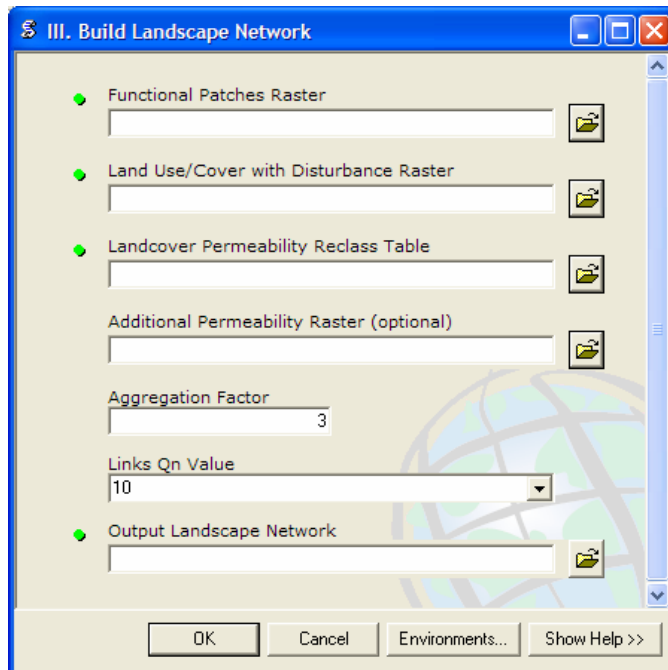 III. Build Landscape Network
Functional Patches Raster
Land Use/Cover with Disturbance Raster
Landcover Permeability Reclass Table
Additional Permeability Raster (optional)
Aggregation Factor
3
Links Qn Value
10
Output Landscape Network
OK Cancel Environments... Show Help >>